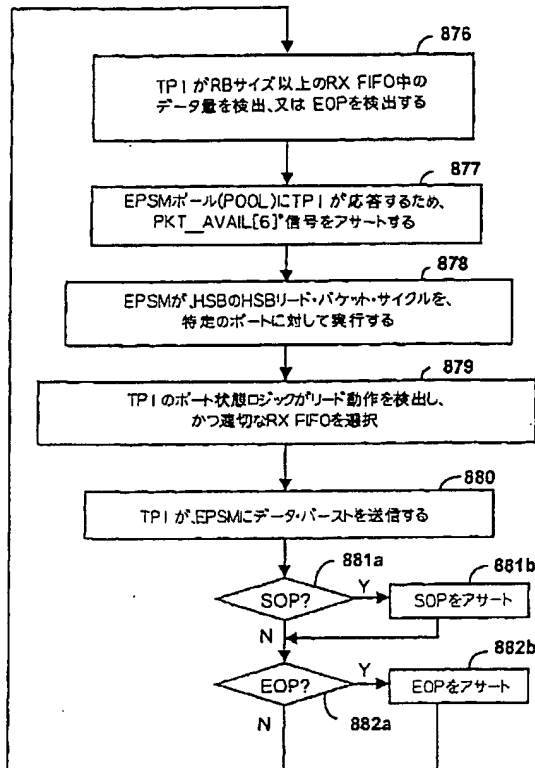 876
TPIがRBサイズ以上のRX FIFO中の
データ量を検出、又は EOPを検出する
877
EPSMポール(POOL)にTPIが応答するため、
PKT_AVAIL[6]*信号をアサートする
878
EPSMが、HSBのHSBリード・パケット・サイクルを、
特定のポートに対して実行する
879
TPIのポート状態ロジックがリード動作を検出し、
かつ適切なRX FIFOを選択
880
TPIが、EPSMにデータ・バーストを送信する
881a
SOP?
Y
881b
SOPをアサート
N
EOP?
Y
882b
EOPをアサート
882a
N